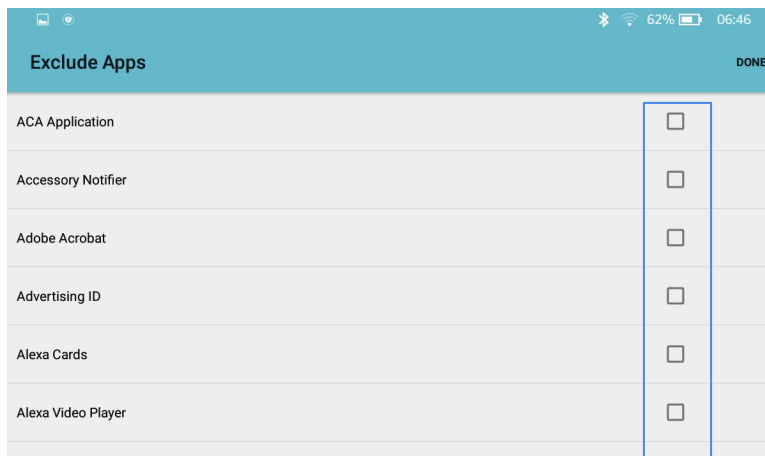 62% 06:46
Exclude Apps DONE
ACA Application
Accessory Notifier
Adobe Acrobat
Advertising ID
Alexa Cards
Alexa Video Player